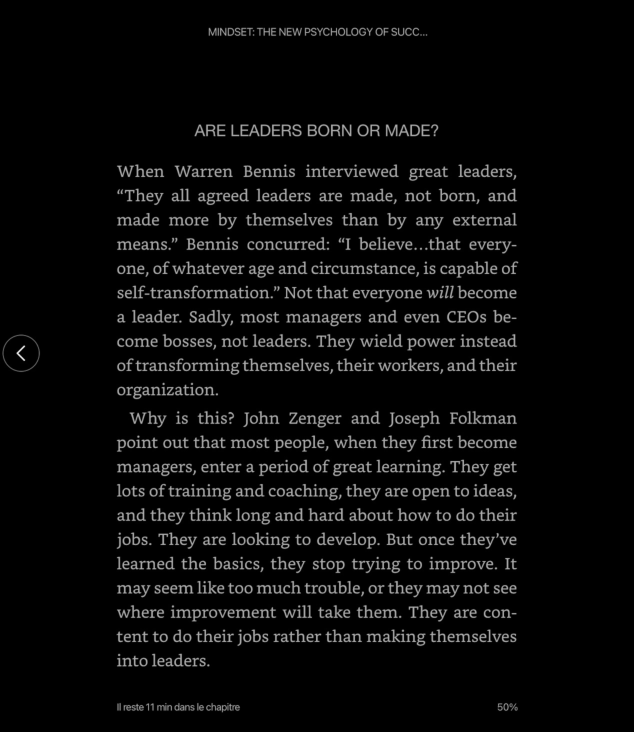 MINDSET: THE NEW PSYCHOLOGY OF SUCC...
ARE LEADERS BORN OR MADE?
When Warren Bennis interviewed great leaders,
“They all agreed leaders are made, not born, and
made more by themselves than by any external
means.” Bennis concurred: “I believe…that every-
one, of whatever age and circumstance, is capable of
self-transformation.” Not that everyone will become
a leader. Sadly, most managers and even CEOs be-
come bosses, not leaders. They wield power instead
of transforming themselves, their workers, and their
organization.
Why is this? John Zenger and Joseph Folkman
point out that most people, when they first become
managers, enter a period of great learning. They get
lots of training and coaching, they are open to ideas,
and they think long and hard about how to do their
jobs. They are looking to develop. But once they’ve
learned the basics, they stop trying to improve. It
may seem like too much trouble, or they may not see
where improvement will take them. They are con-
tent to do their jobs rather than making themselves
into leaders.
Il reste 11 min dans le chapitre
50%